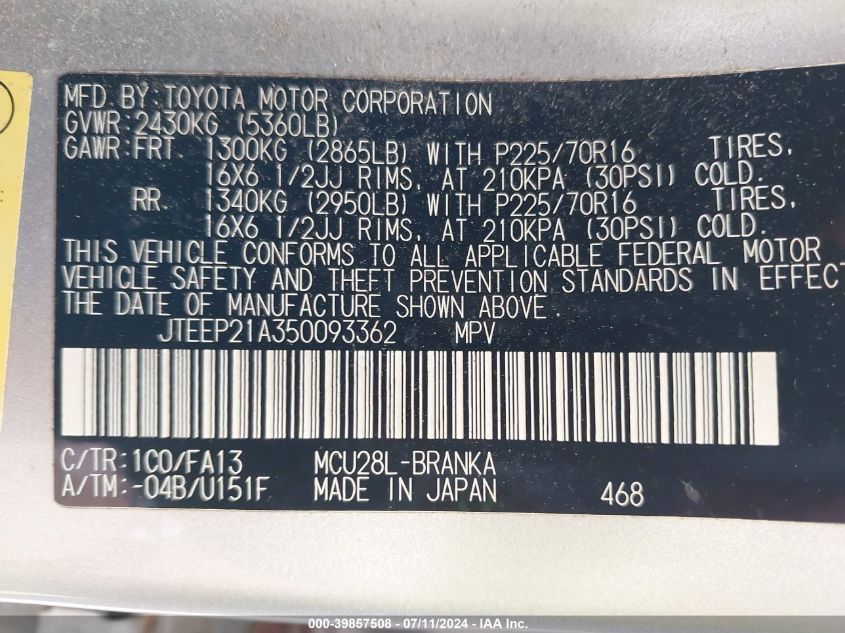 MFD. BY: TOYOTA MOTOR CORPORATION
GVWR: 2430KG (5360LB)
GAWR: FRT. 1300KG (2865LB) WITH P225/70R16 TIRES,
16X6 1/2JJ RIMS, AT 210KPA (30PSI) COLD.
RR. 1340KG (2950LB) WITH P225/70R16 TIRES,
16X6 1/2JJ RIMS, AT 210KPA (30PSI) COLD.
THIS VEHICLE CONFORMS TO ALL APPLICABLE FEDERAL MOTOR
VEHICLE SAFETY AND THEFT PREVENTION STANDARDS IN EFFECT
THE DATE OF MANUFACTURE SHOWN ABOVE.
JTEEP21A350093362 MPV
C/TR: 1C0/FA13 MCU28L-BRANKA
A/TM: -04B/U151F MADE IN JAPAN 468
000-39857508 - 07/11/2024 - IAA Inc.